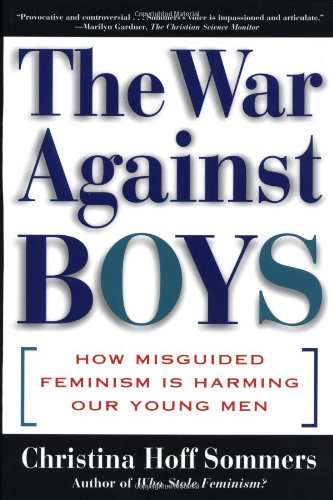 "Provocative and controversial . . . Sommers's voice is impassioned and articulate."
—Marilyn Gardner, The Christian Science Monitor
The War
Against
BOYS
HOW MISGUIDED
FEMINISM IS HARMING
OUR YOUNG MEN
Christina Hoff Sommers
Author of Who Stole Feminism?